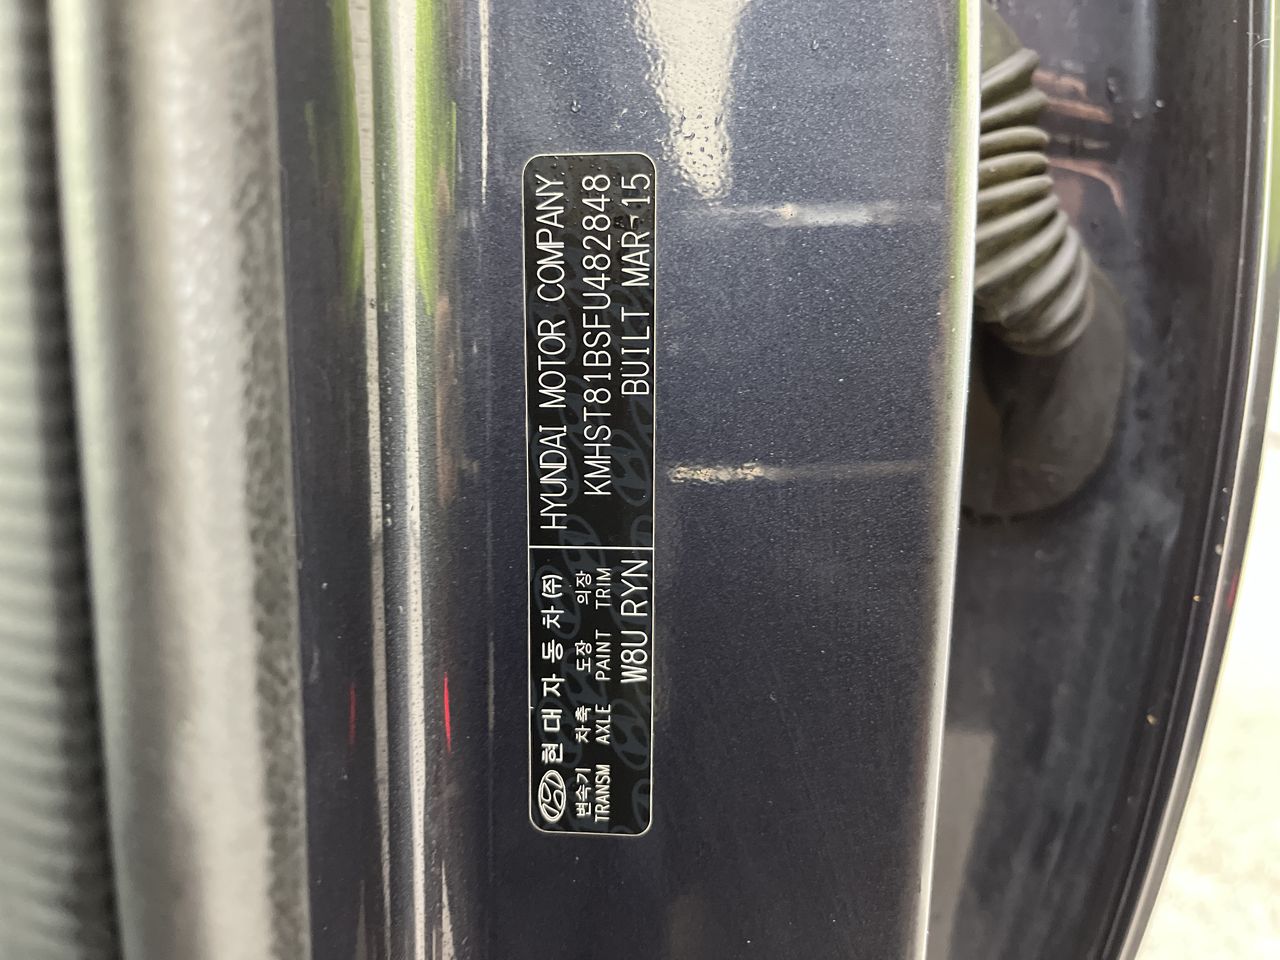 현대자동차(주)
변속기 차축 도장 의장
TRANSM AXLE PAINT TRIM
W8U RYN
HYUNDAI MOTOR COMPANY
KMHST81BSFU482848
BUILT MAR-15